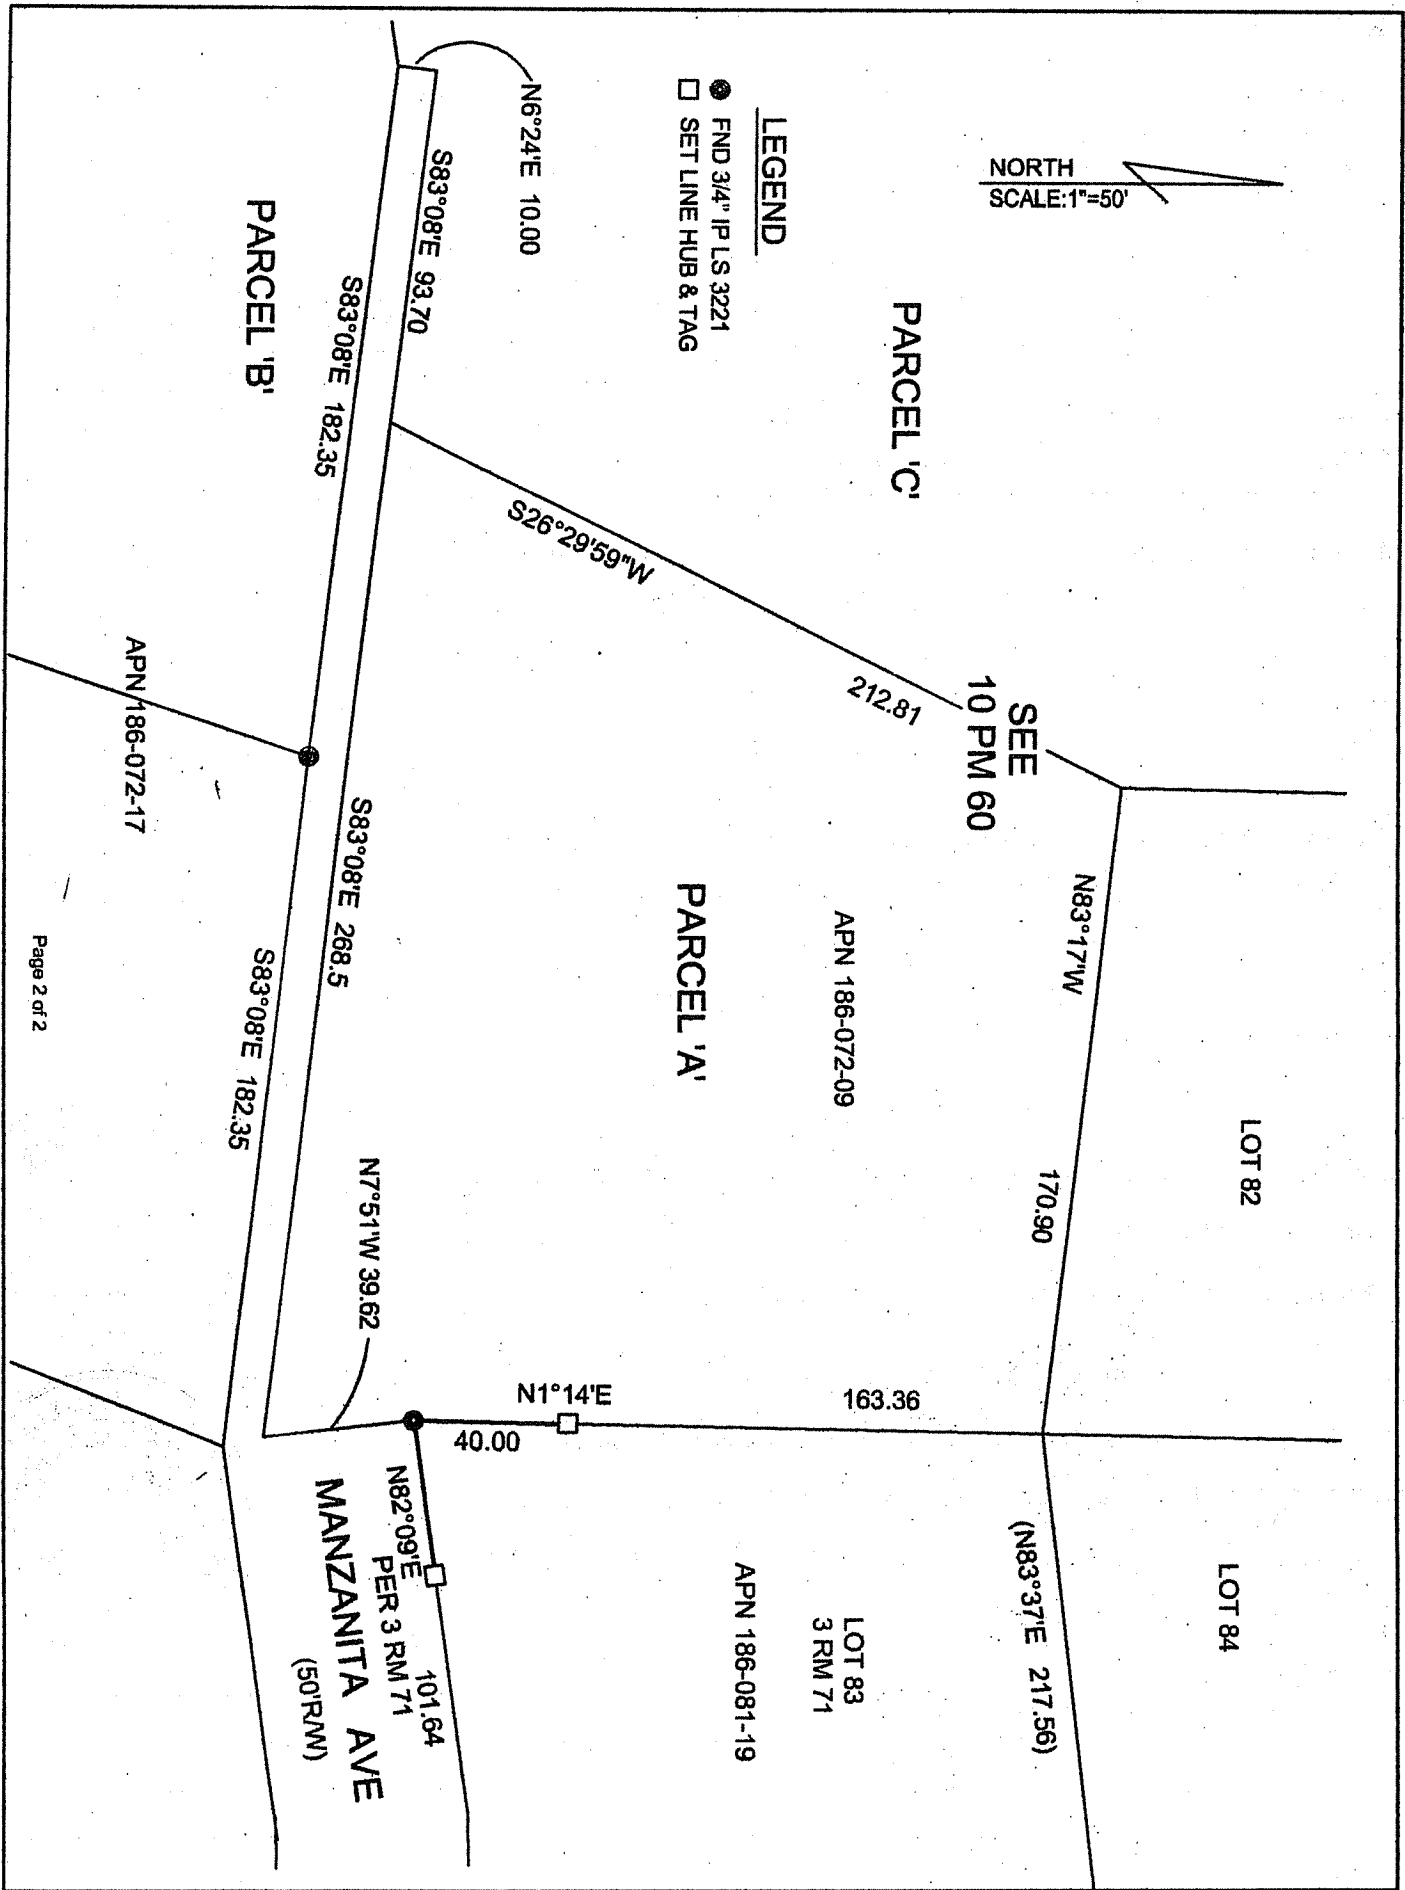 NORTH
SCALE:1"=50'
LEGEND
FND 3/4" IP LS 3221
SET LINE HUB & TAG
PARCEL 'C'
SEE
10 PM 60
LOT 82
LOT 84
N83°17'W 170.90
(N83°37'E 217.56)
S26°29'59"W 212.81
APN 186-072-09
PARCEL 'A'
163.36
N1°14'E
40.00
LOT 83
3 RM 71
APN 186-081-19
N6°24'E 10.00
S83°08'E 93.70
S83°08'E 268.5
N7°51'W 39.62
N82°09'E 101.64
PER 3 RM 71
MANZANITA AVE
(50'R/W)
S83°08'E 182.35
S83°08'E 182.35
PARCEL 'B'
APN 186-072-17
Page 2 of 2